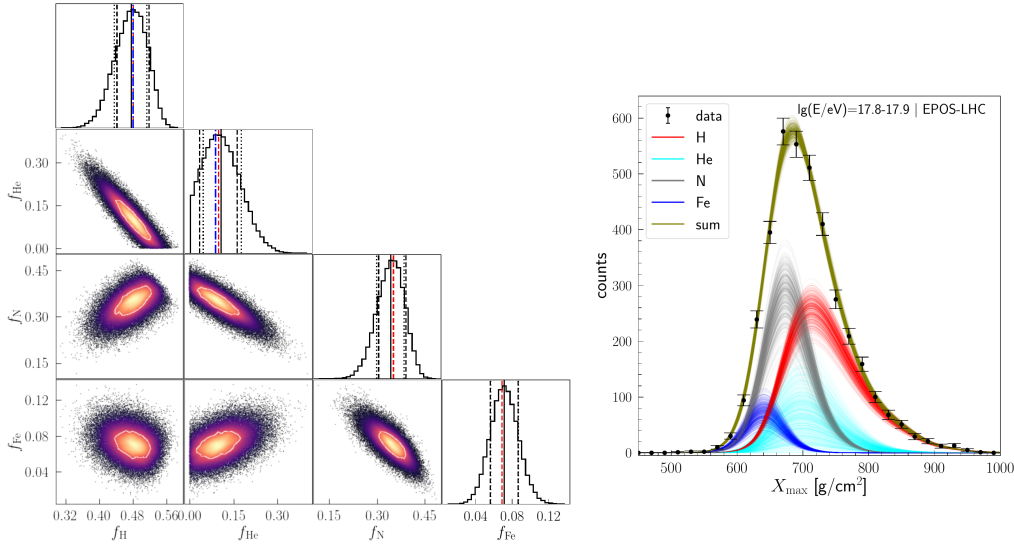 f_He
0.30
0.15
0.00
f_N
0.45
0.30
0.15
f_Fe
0.12
0.08
0.04
0.32 0.40 0.48 0.56
f_H
0.00 0.15 0.30
f_He
0.15 0.30 0.45
f_N
0.04 0.08 0.12
f_Fe
lg(E/eV)=17.8-17.9 | EPOS-LHC
data
H
He
N
Fe
sum
counts
600
500
400
300
200
100
0
500 600 700 800 900 1000
X_max [g/cm²]